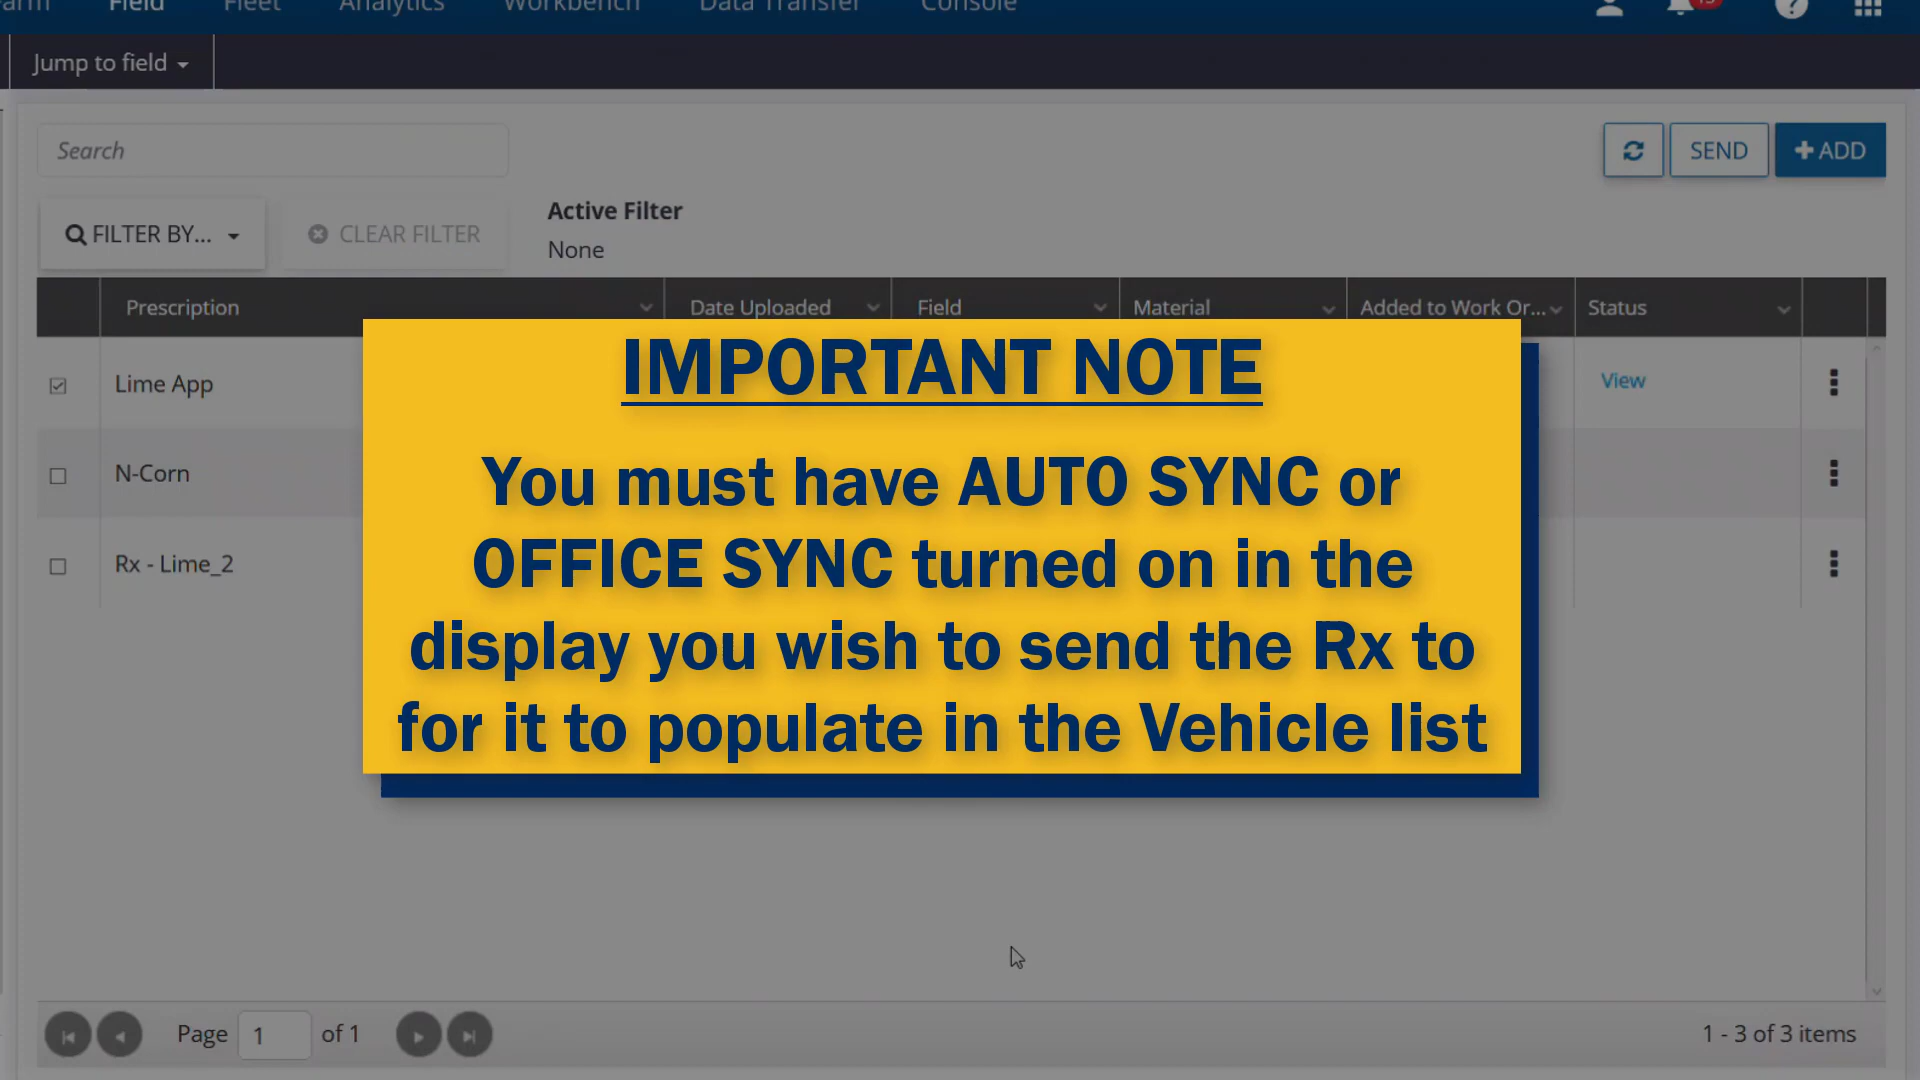 Field Fleet Analytics Workbench Data Transfer Console
Jump to field
Search
SEND
ADD
FILTER BY...
CLEAR FILTER
Active Filter
None
Prescription Date Uploaded Field Material Added to Work Or... Status
Lime App
View
N-Corn
Rx - Lime_2
IMPORTANT NOTE
You must have AUTO SYNC or
OFFICE SYNC turned on in the
display you wish to send the Rx to
for it to populate in the Vehicle list
Page 1 of 1
1 - 3 of 3 items